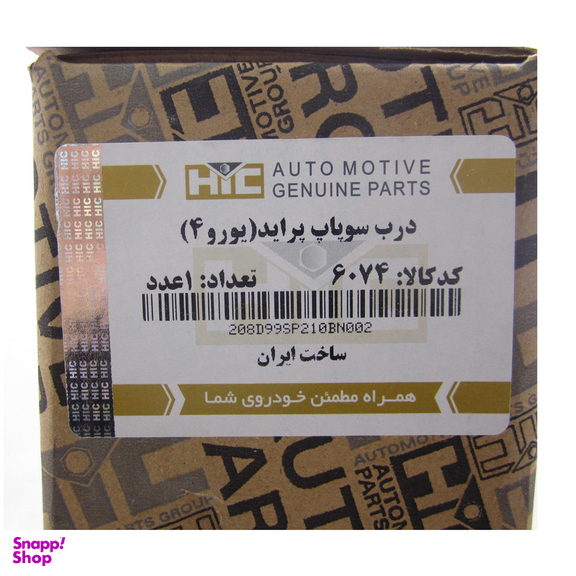 HIC AUTO MOTIVE
GENUINE PARTS
درب سوپاپ پراید(یورو۴)
کدکالا: ۶۰۷۴ تعداد: ۱عدد
208D99SP210BN002
ساخت ایران
همراه مطمئن خودروی شما
Snapp!
Shop